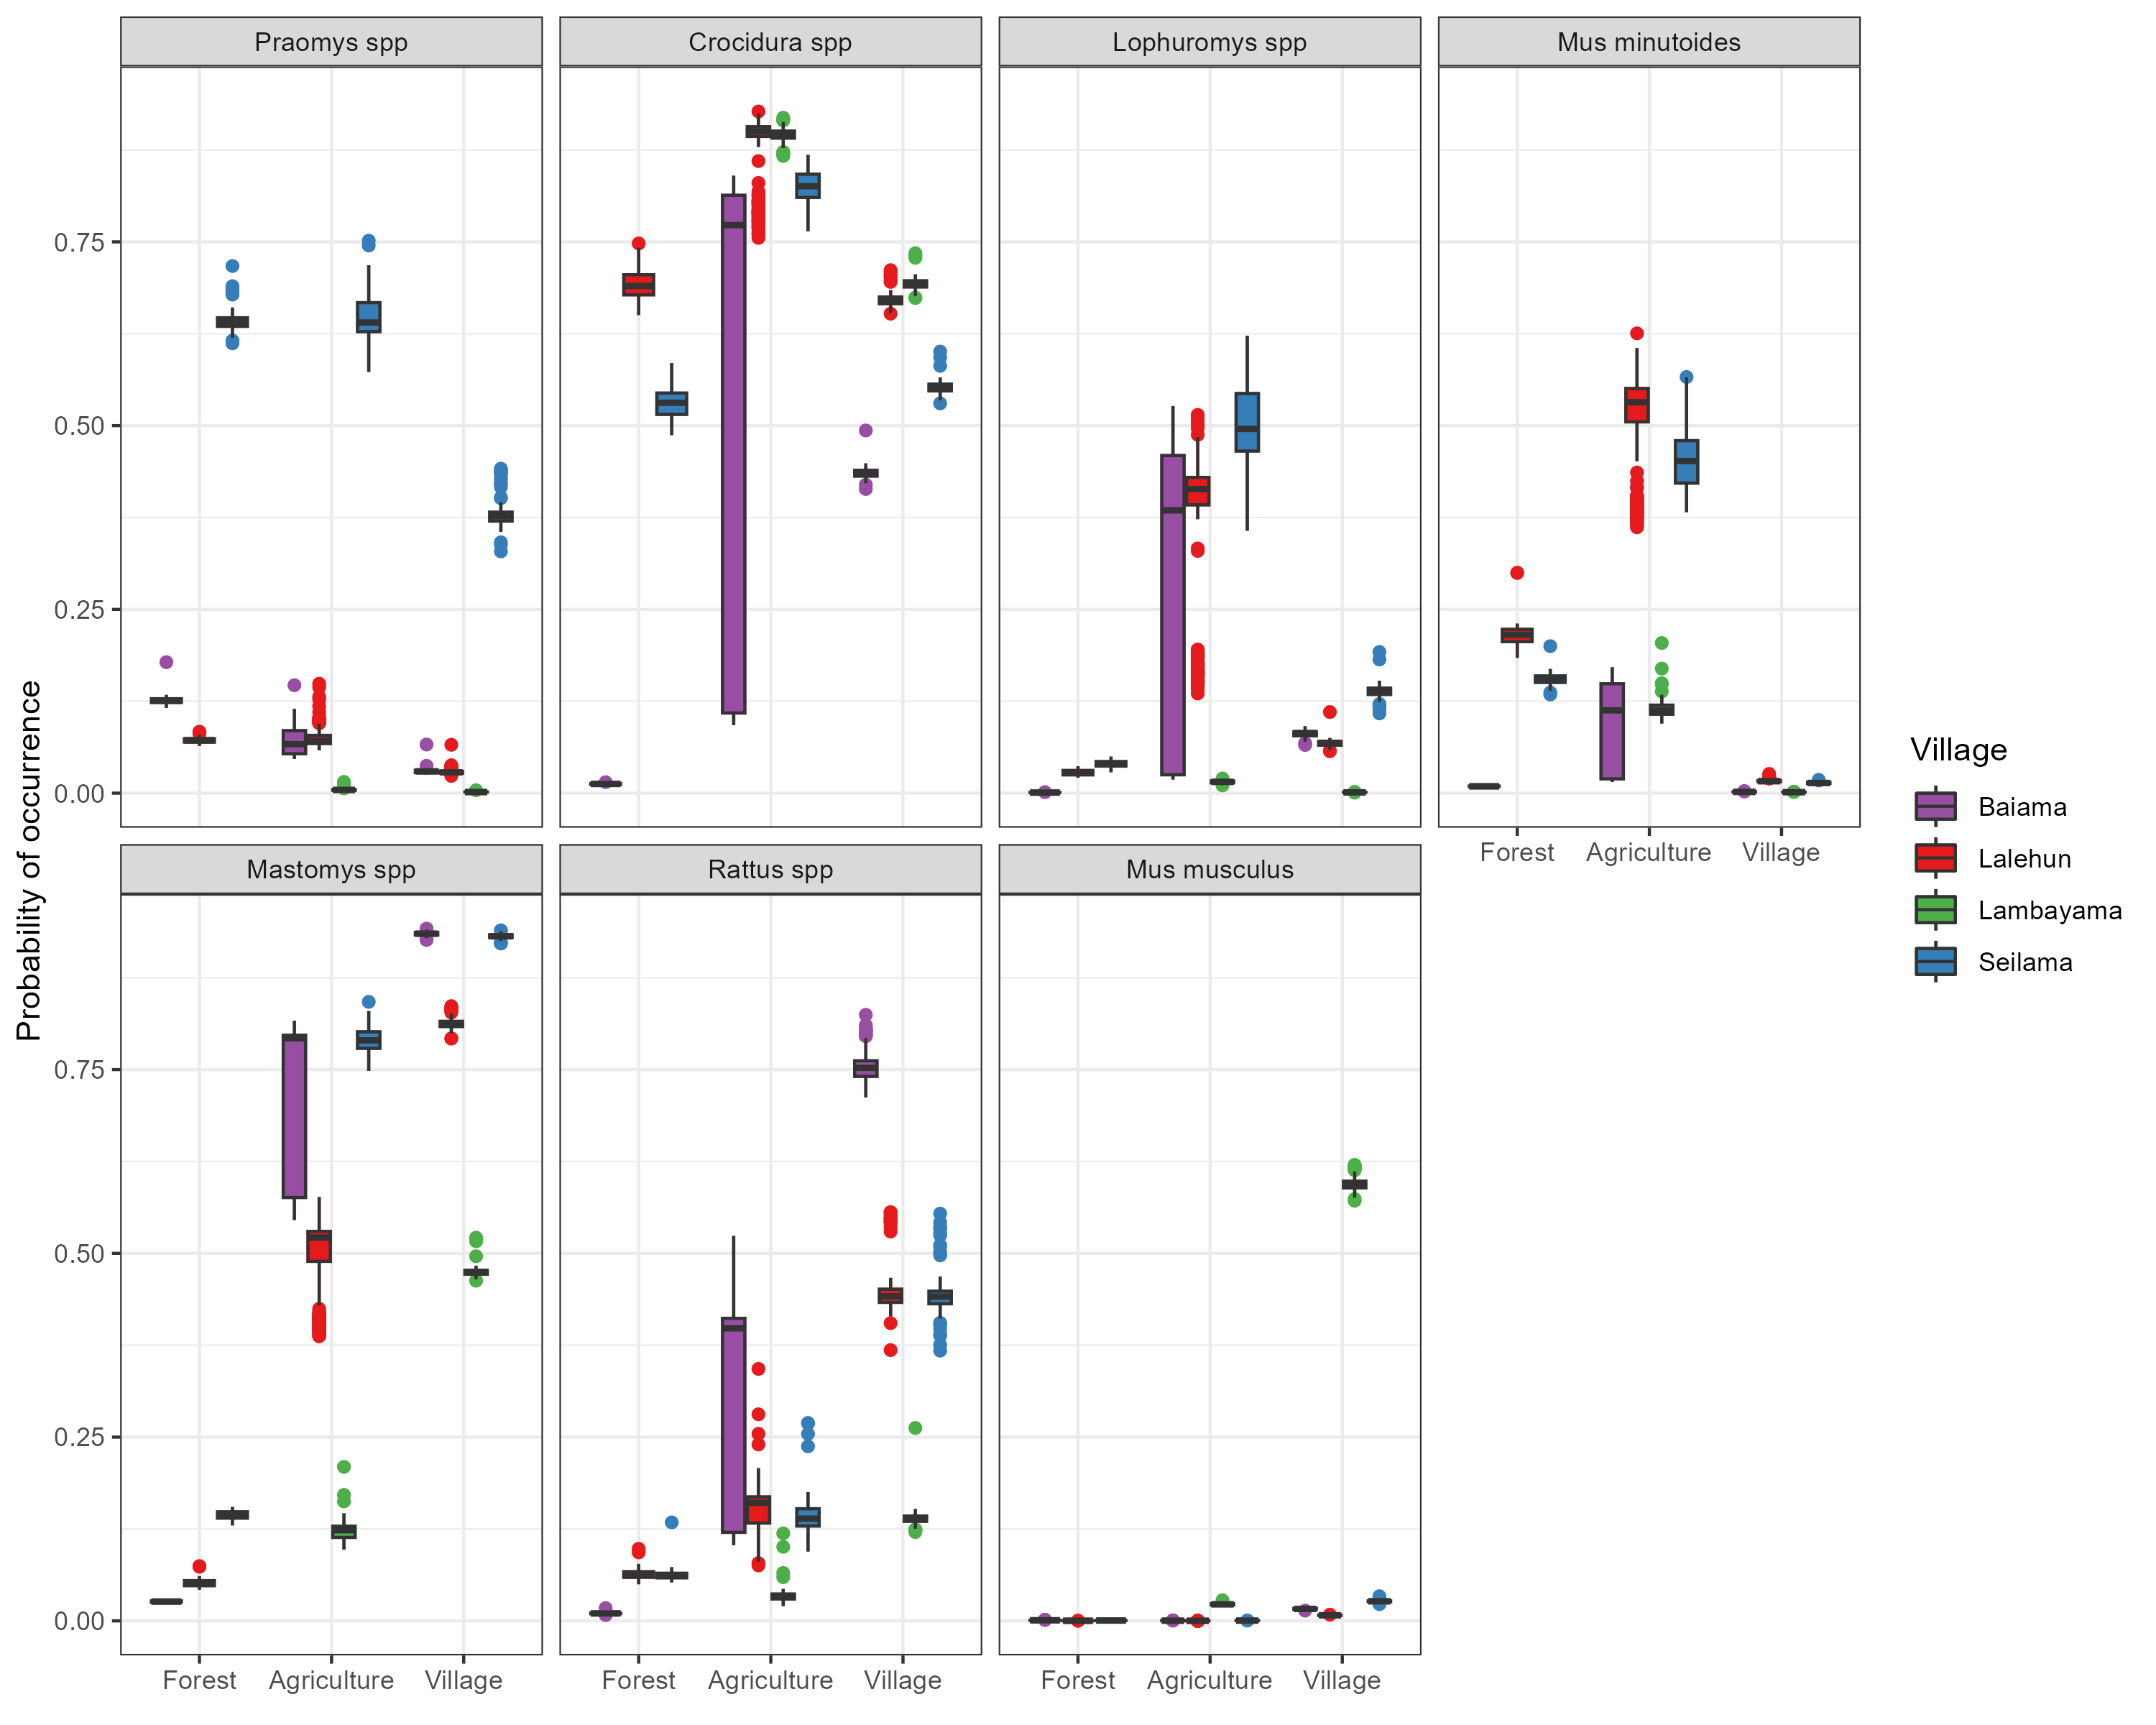 Praomys spp
Crocidura spp
Lophuromys spp
Mus minutoides
0.75
0.50
0.25
0.00
Forest
Agriculture
Village
Mastomys spp
Rattus spp
Mus musculus
0.75
0.50
0.25
0.00
Forest
Agriculture
Village
Forest
Agriculture
Village
Forest
Agriculture
Village
Probability of occurrence
Village
Baiama
Lalehun
Lambayama
Seilama